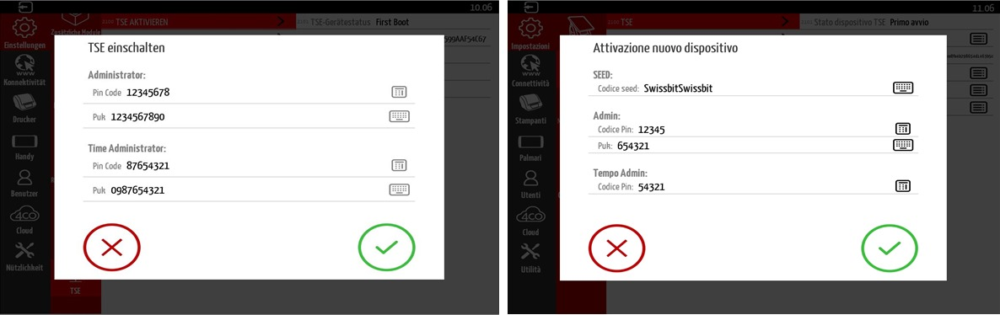 10.06
TSE AKTIVIEREN
TSE-Gerätestatus First Boot
Einstellungen
Zusätzliche Module
599AAF54C67
TSE einschalten
Administrator:
Pin Code 12345678
Puk 1234567890
Time Administrator:
Pin Code 87654321
Puk 0987654321
www
Konnektivität
Drucker
Handy
Benutzer
4CO
Cloud
Nützlichkeit
TSE
11.06
TSE
Stato dispositivo TSE Primo avvio
Impostazioni
Attivazione nuovo dispositivo
SEED:
Codice seed: SwissbitSwissbit
Admin:
Codice Pin: 12345
Puk: 654321
Tempo Admin:
Codice Pin: 54321
www
Connettività
Stampanti
Palmari
Utenti
4CO
Cloud
Utilità